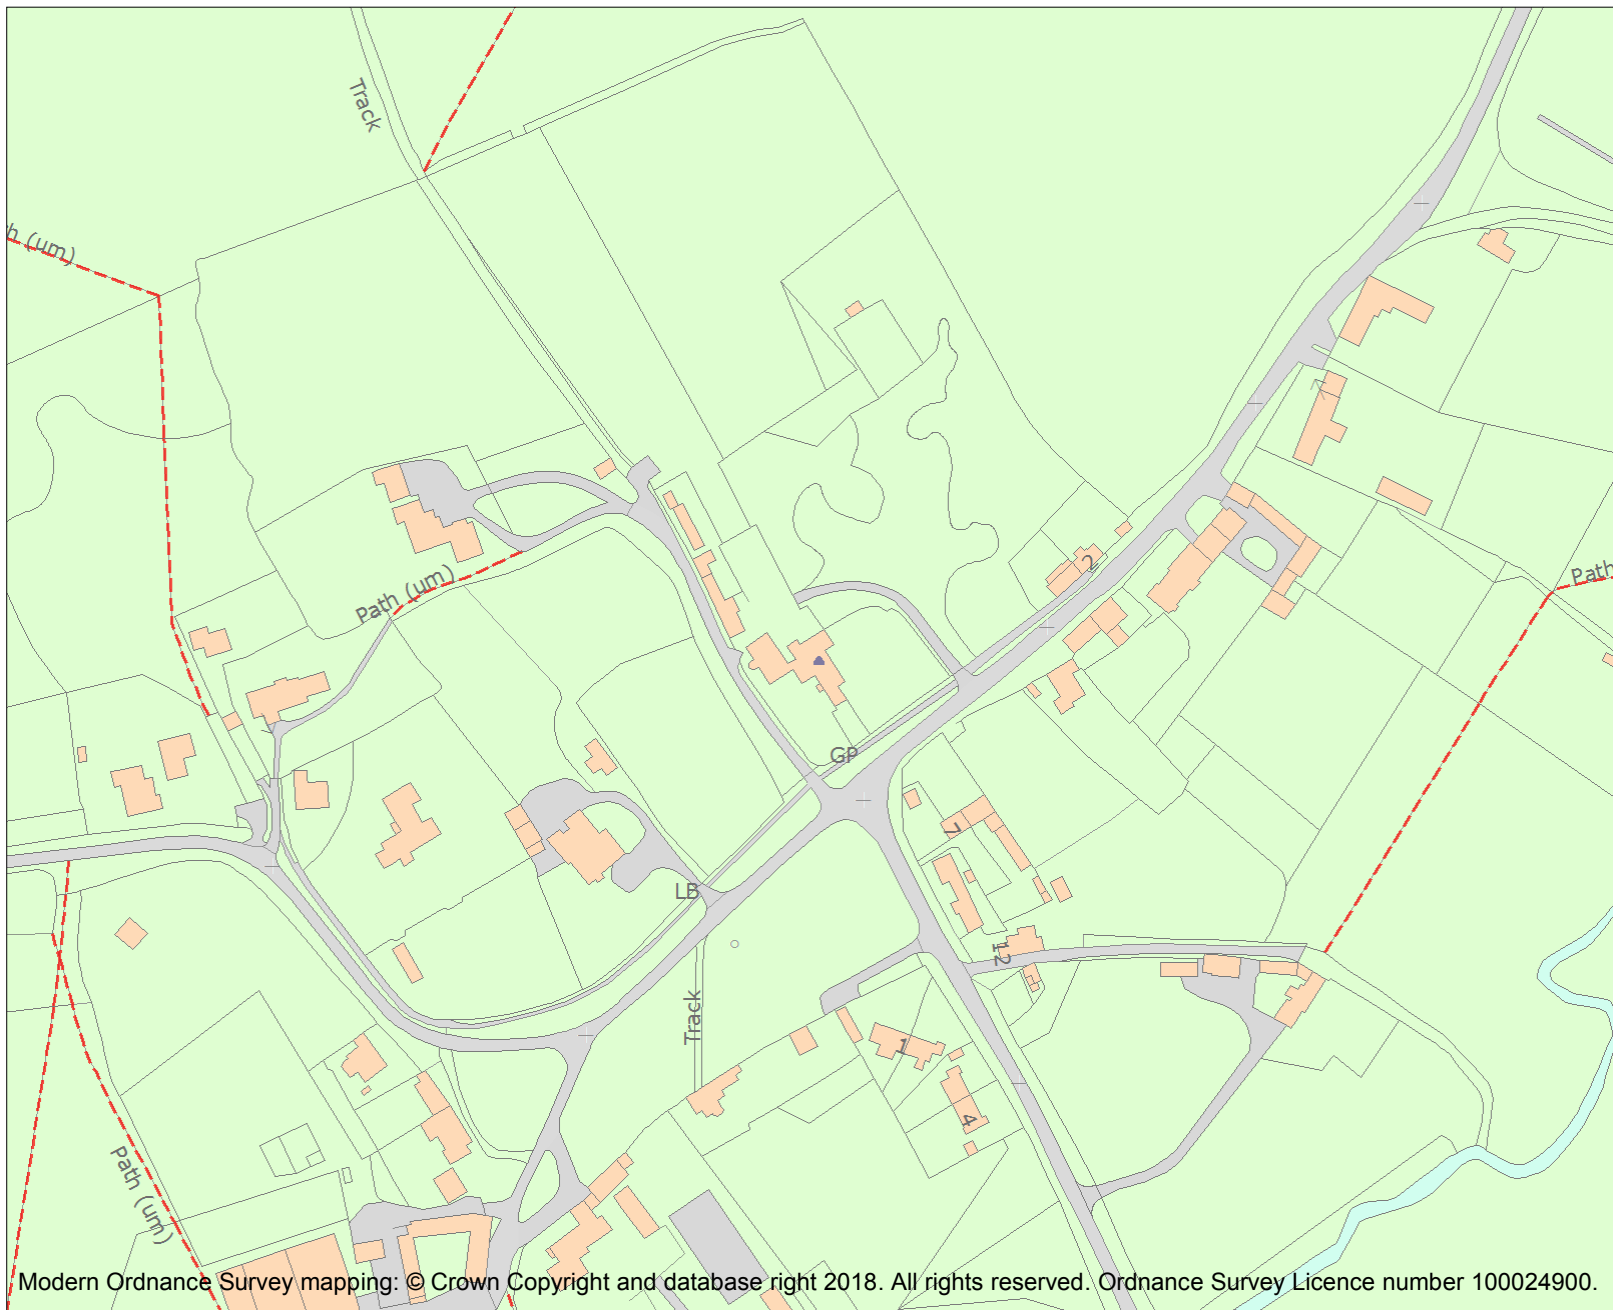 Track
h (um)
2
Path
Path (um)
GP
7
LB
12
Track
1
4
Path (um)
Modern Ordnance Survey mapping: © Crown Copyright and database right 2018. All rights reserved. Ordnance Survey Licence number 100024900.